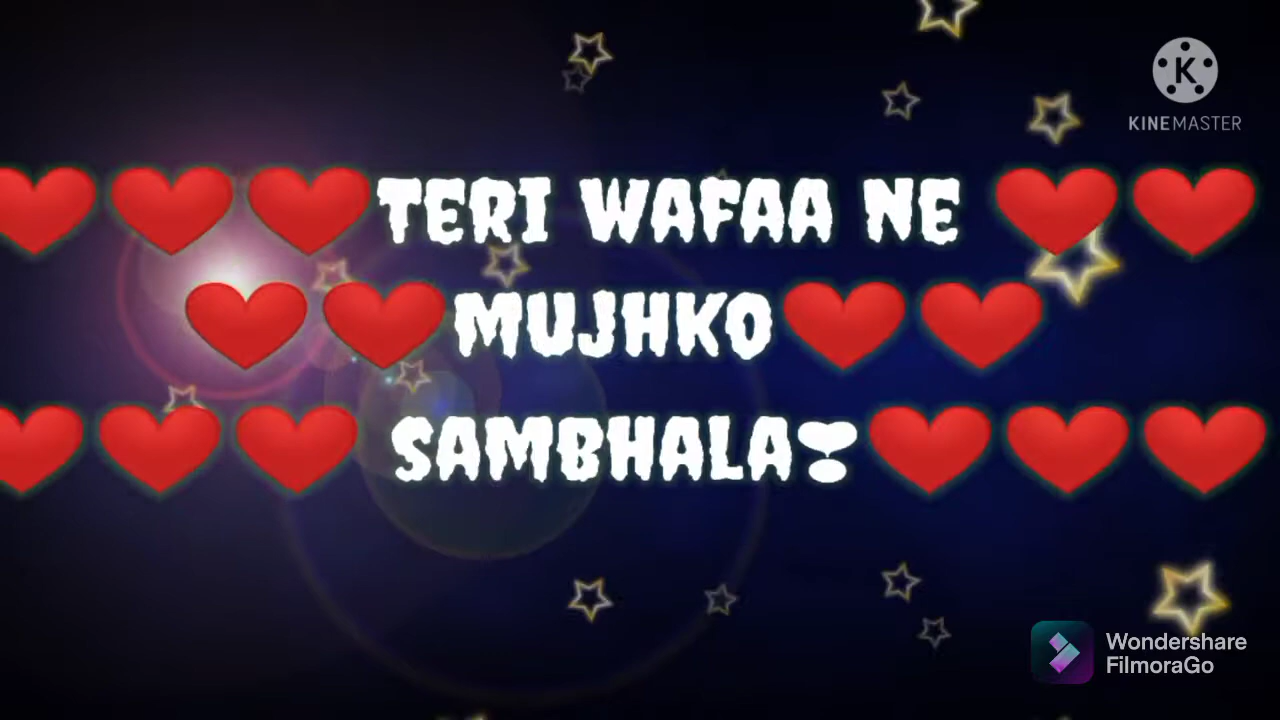 KINEMASTER
❤❤❤TERI WAFAA NE ❤❤
❤❤MUJHKO❤❤
❤❤❤ SAMBHALA❣❤❤❤
Wondershare
FilmoraGo